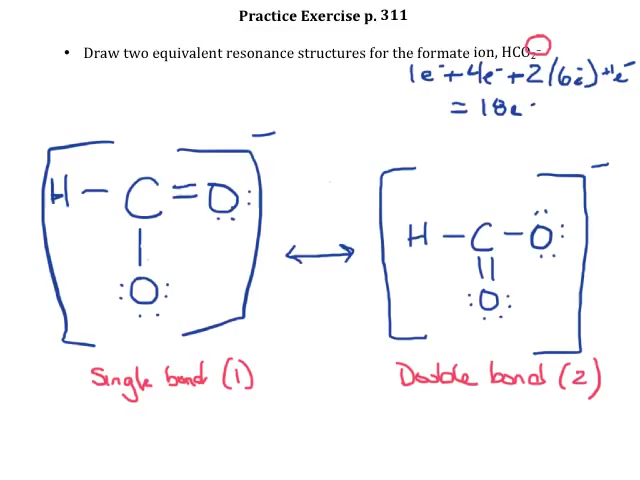 Practice Exercise p. 311
• Draw two equivalent resonance structures for the formate ion, HCO₂⁻
1e⁻ + 4e⁻ + 2(6e⁻) + 1e⁻
= 18e⁻
[H – C = O:]⁻ ↔ [H – C – O:]⁻
| ||
:O: :O:
Single bond (1) Double bond (2)